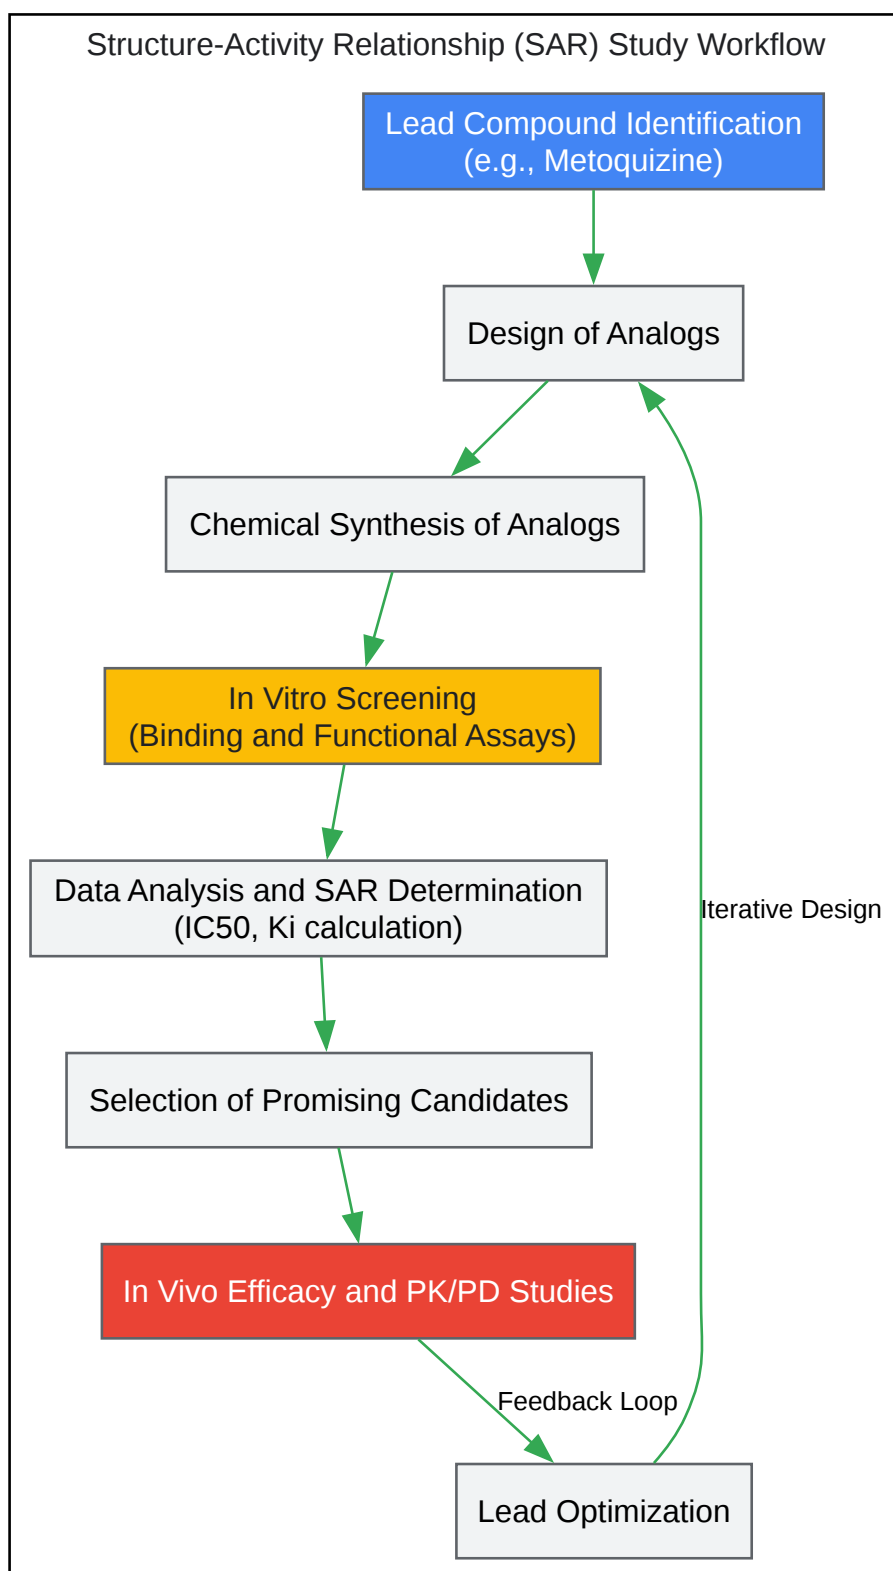 Structure-Activity Relationship (SAR) Study Workflow
Lead Compound Identification
(e.g., Metoquizine)
Design of Analogs
Chemical Synthesis of Analogs
In Vitro Screening
(Binding and Functional Assays)
Data Analysis and SAR Determination
(IC50, Ki calculation)
Iterative Design
Selection of Promising Candidates
In Vivo Efficacy and PK/PD Studies
Feedback Loop
Lead Optimization